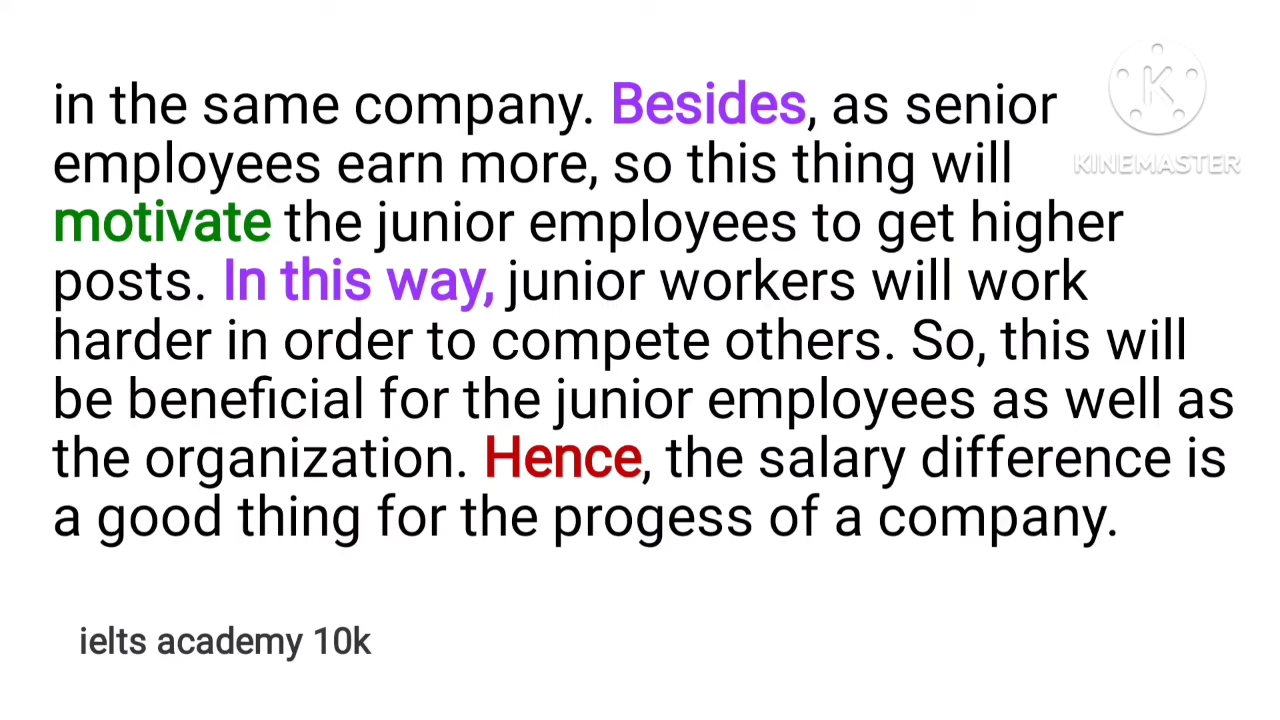 in the same company. Besides, as senior
employees earn more, so this thing will
motivate the junior employees to get higher
posts. In this way, junior workers will work
harder in order to compete others. So, this will
be beneficial for the junior employees as well as
the organization. Hence, the salary difference is
a good thing for the progess of a company.
K
KINEMASTER
ielts academy 10k